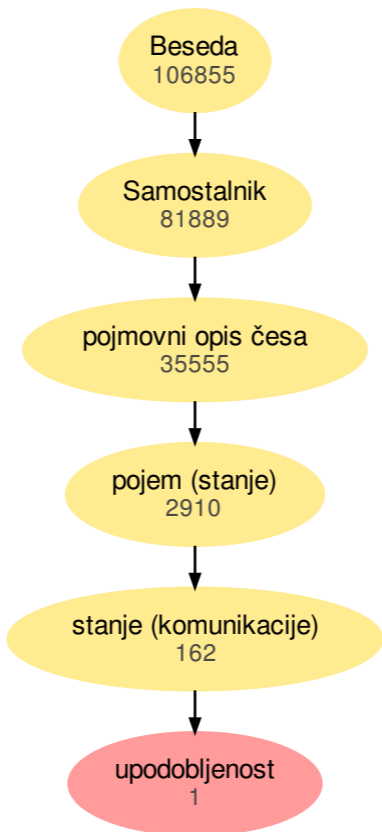 Beseda
106855
Samostalnik
81889
pojmovni opis česa
35555
pojem (stanje)
2910
stanje (komunikacije)
162
upodobljenost
1